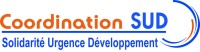 Coordination SUD
Solidarité Urgence Développement